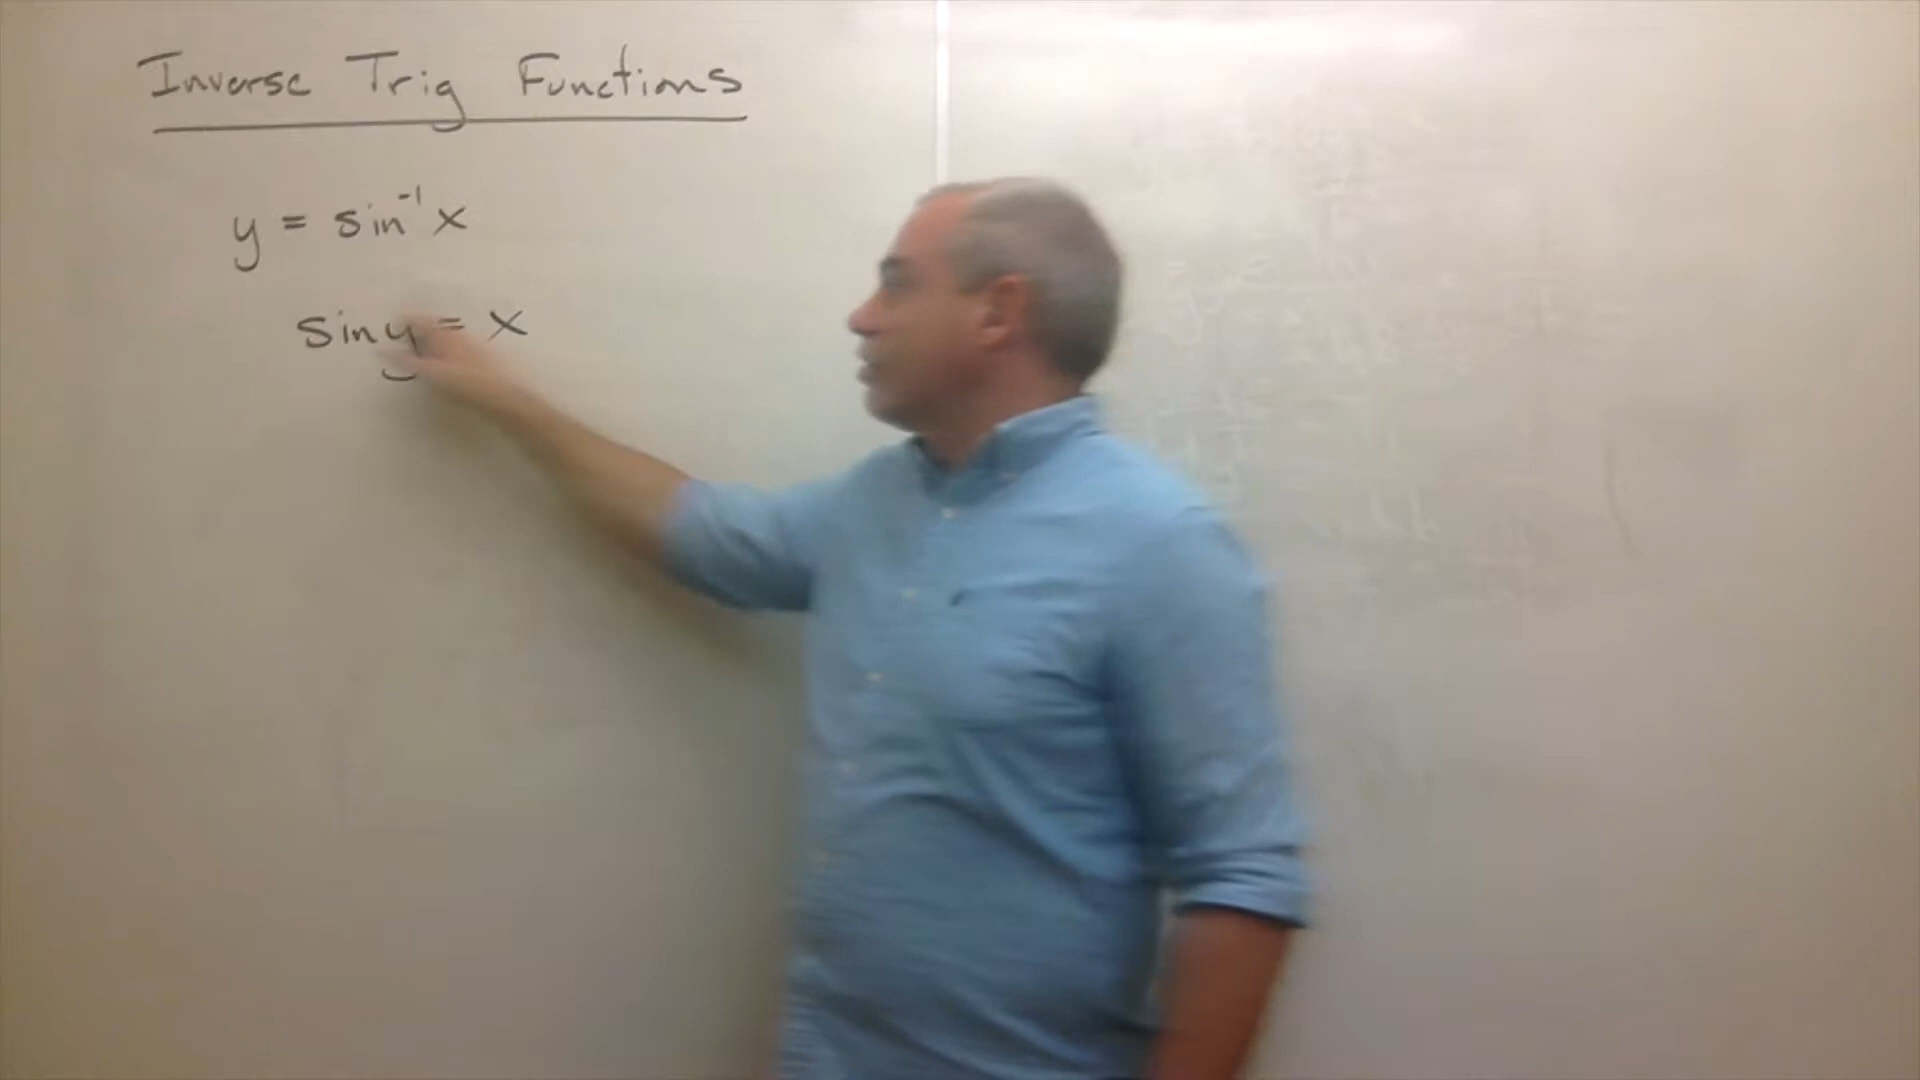 Inverse Trig Functions
y = sin⁻¹ x
sin y = x